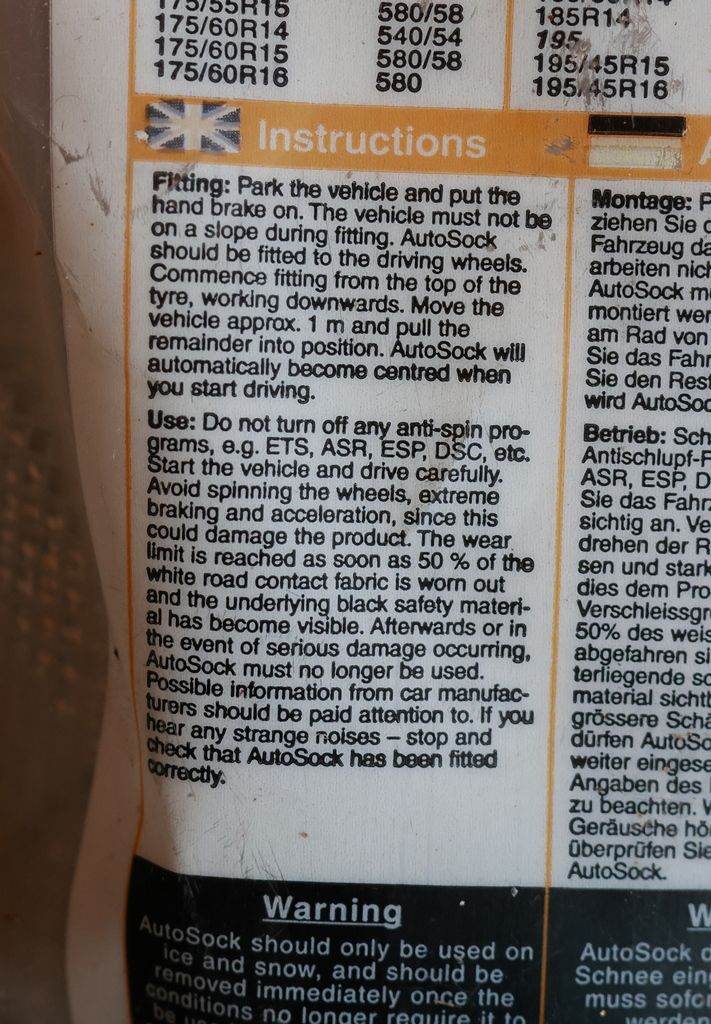 175/55R15 580/58
175/60R14 540/54
175/60R15 580/58
175/60R16 580
185R14
195
195/45R15
195/45R16
Instructions
Fitting: Park the vehicle and put the
hand brake on. The vehicle must not be
on a slope during fitting. AutoSock
should be fitted to the driving wheels.
Commence fitting from the top of the
tyre, working downwards. Move the
vehicle approx. 1 m and pull the
remainder into position. AutoSock will
automatically become centred when
you start driving.
Use: Do not turn off any anti-spin pro-
grams, e.g. ETS, ASR, ESP, DSC, etc.
Start the vehicle and drive carefully.
Avoid spinning the wheels, extreme
braking and acceleration, since this
could damage the product. The wear
limit is reached as soon as 50 % of the
white road contact fabric is worn out
and the underlying black safety materi-
al has become visible. Afterwards or in
the event of serious damage occurring,
AutoSock must no longer be used.
Possible information from car manufac-
turers should be paid attention to. If you
hear any strange noises – stop and
check that AutoSock has been fitted
correctly.
Warning
AutoSock should only be used on
ice and snow, and should be
removed immediately once the
conditions no longer require it to
be
A
Montage: P
ziehen Sie
Fahrzeug da
arbeiten nich
AutoSock m
montiert wer
am Rad von
Sie das Fahr
Sie den Rest
wird AutoSoc
Betrieb: Sch
Antischlupf-P
ASR, ESP, D
Sie das Fahrz
sichtig an. Ve
drehen der R
sen und stark
dies dem Pro
Verschleissgr
50% des weis
abgefahren si
terliegende sc
material sichtb
grössere Schä
dürfen AutoSo
weiter eingese
Angaben des
zu beachten. W
Geräusche hö
überprüfen Sie
AutoSock.
W
AutoSock d
Schnee ein
muss sofor
werden